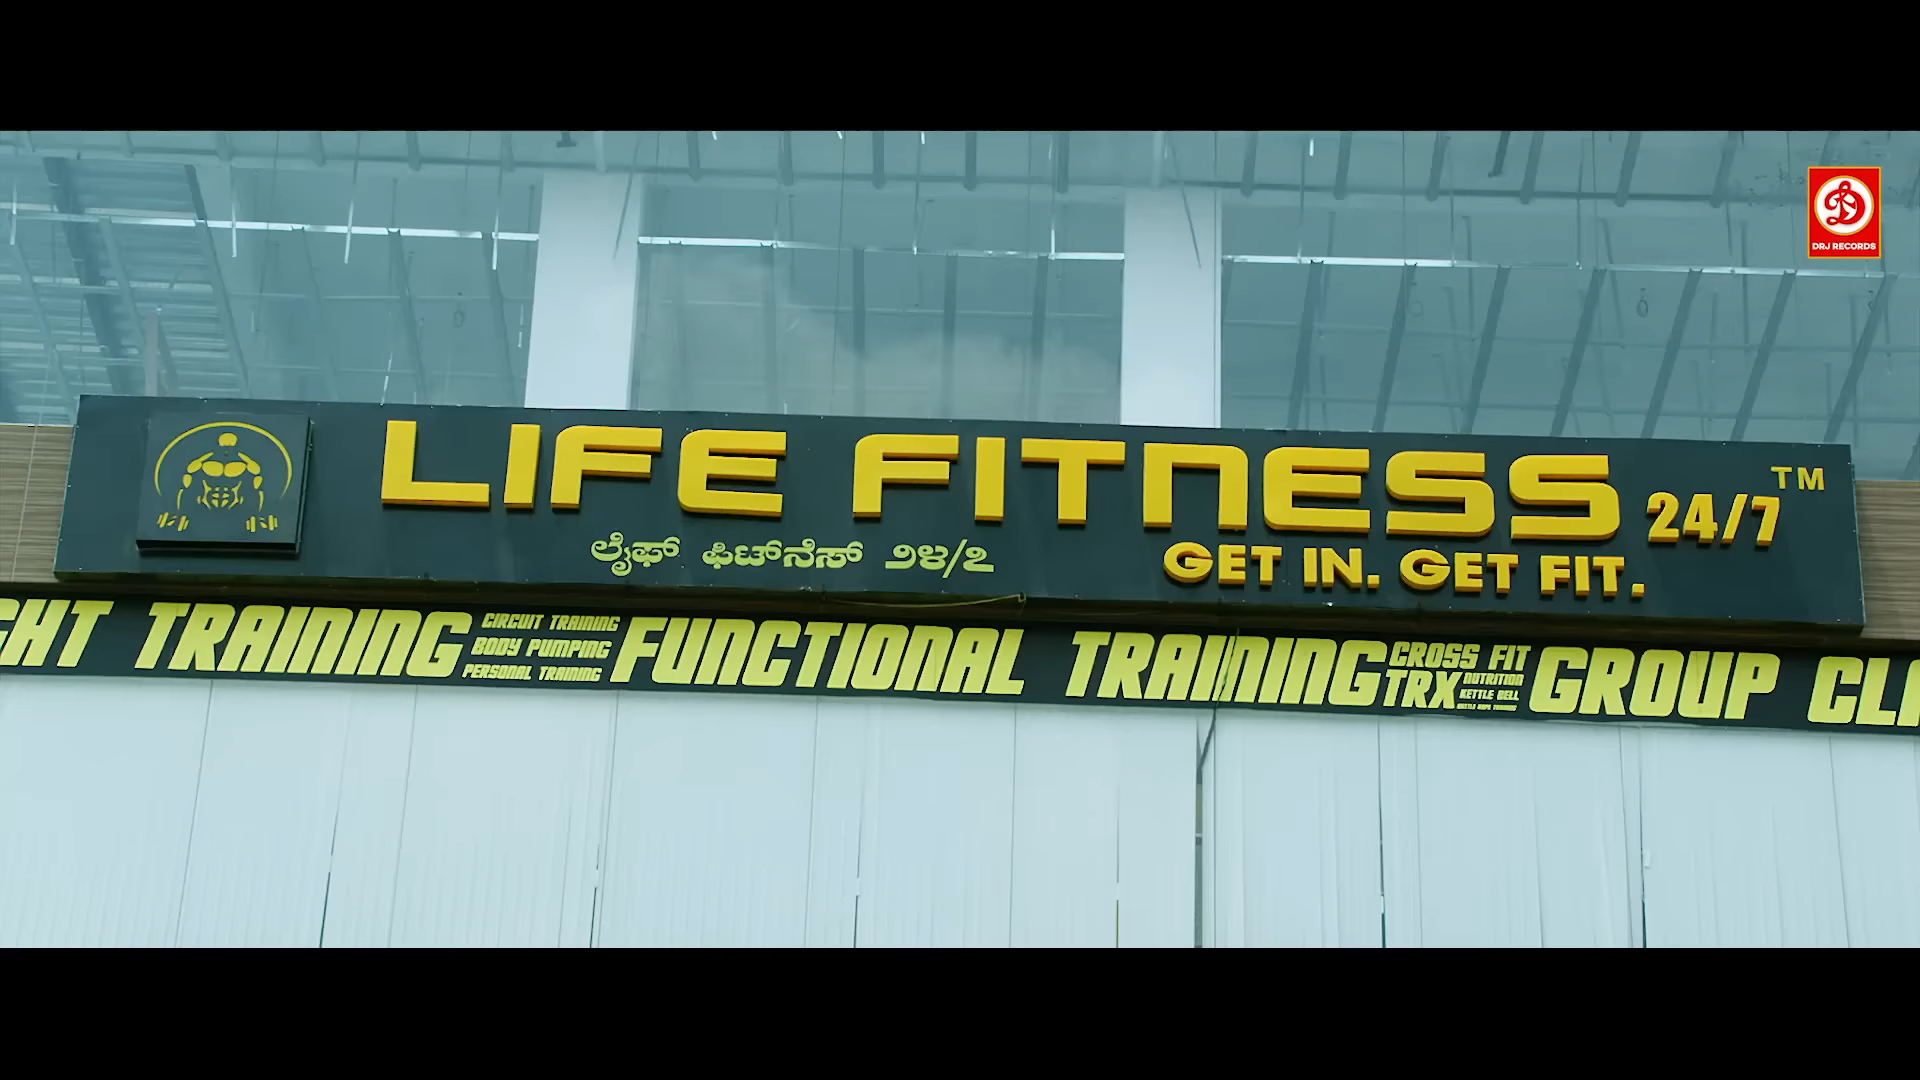 DRJ RECORDS
LIFE FITNESS 24/7 TM
ಲೈಫ್ ಫಿಟ್‌ನೆಸ್ ೨೪/೭
GET IN. GET FIT.
GHT TRAINING
CIRCUIT TRAINING
BODY PUMPING
PERSONAL TRAINING
FUNCTIONAL TRAINING
CROSS FIT
TRX
NUTRITION
KETTLE BELL
GROUP CLA